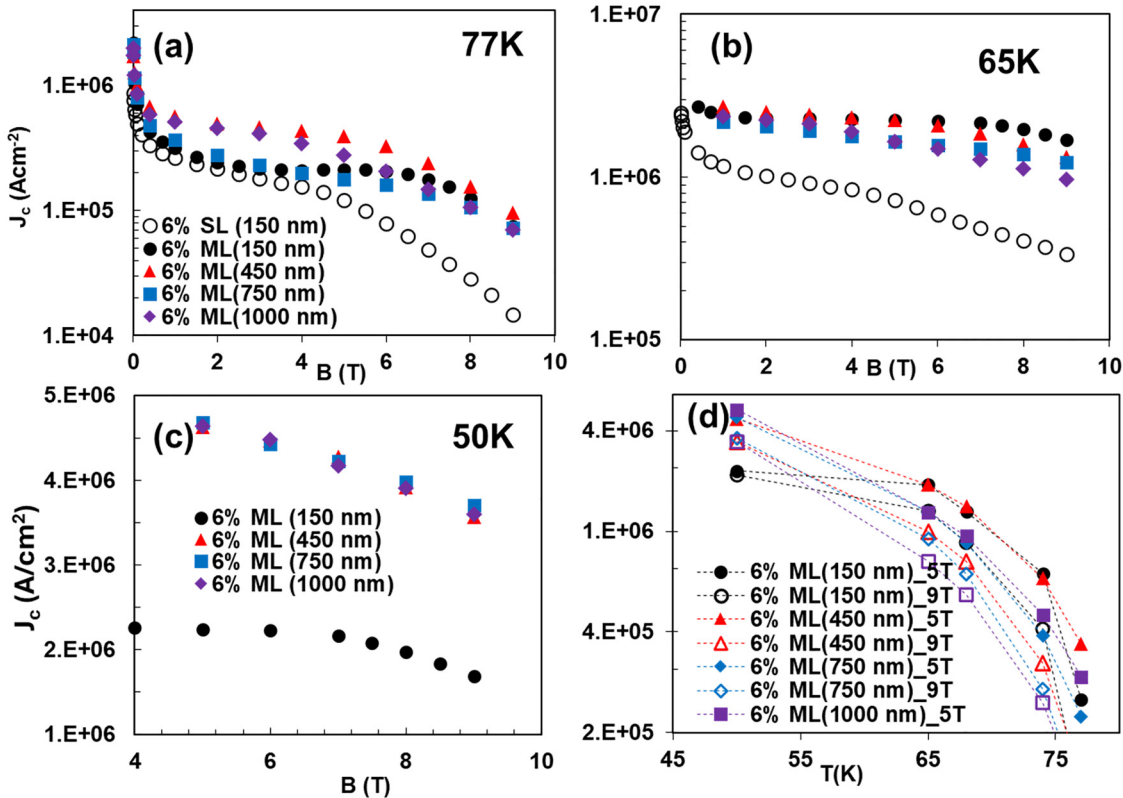 (a)
77K
J_c (Acm⁻²)
1.E+06
1.E+05
1.E+04
6% SL (150 nm)
6% ML(150 nm)
6% ML(450 nm)
6% ML(750 nm)
6% ML(1000 nm)
0 2 4 6 8 10
B (T)
(b)
65K
1.E+07
1.E+06
1.E+05
0 2 4 6 8 10
B (T)
(c)
50K
J_c (A/cm²)
5.E+06
4.E+06
3.E+06
2.E+06
1.E+06
6% ML (150 nm)
6% ML (450 nm)
6% ML (750 nm)
6% ML (1000 nm)
4 6 8 10
B (T)
(d)
4.E+06
1.E+06
4.E+05
2.E+05
6% ML(150 nm)_5T
6% ML(150 nm)_9T
6% ML(450 nm)_5T
6% ML(450 nm)_9T
6% ML(750 nm)_5T
6% ML(750 nm)_9T
6% ML(1000 nm)_5T
45 55 65 75
T(K)